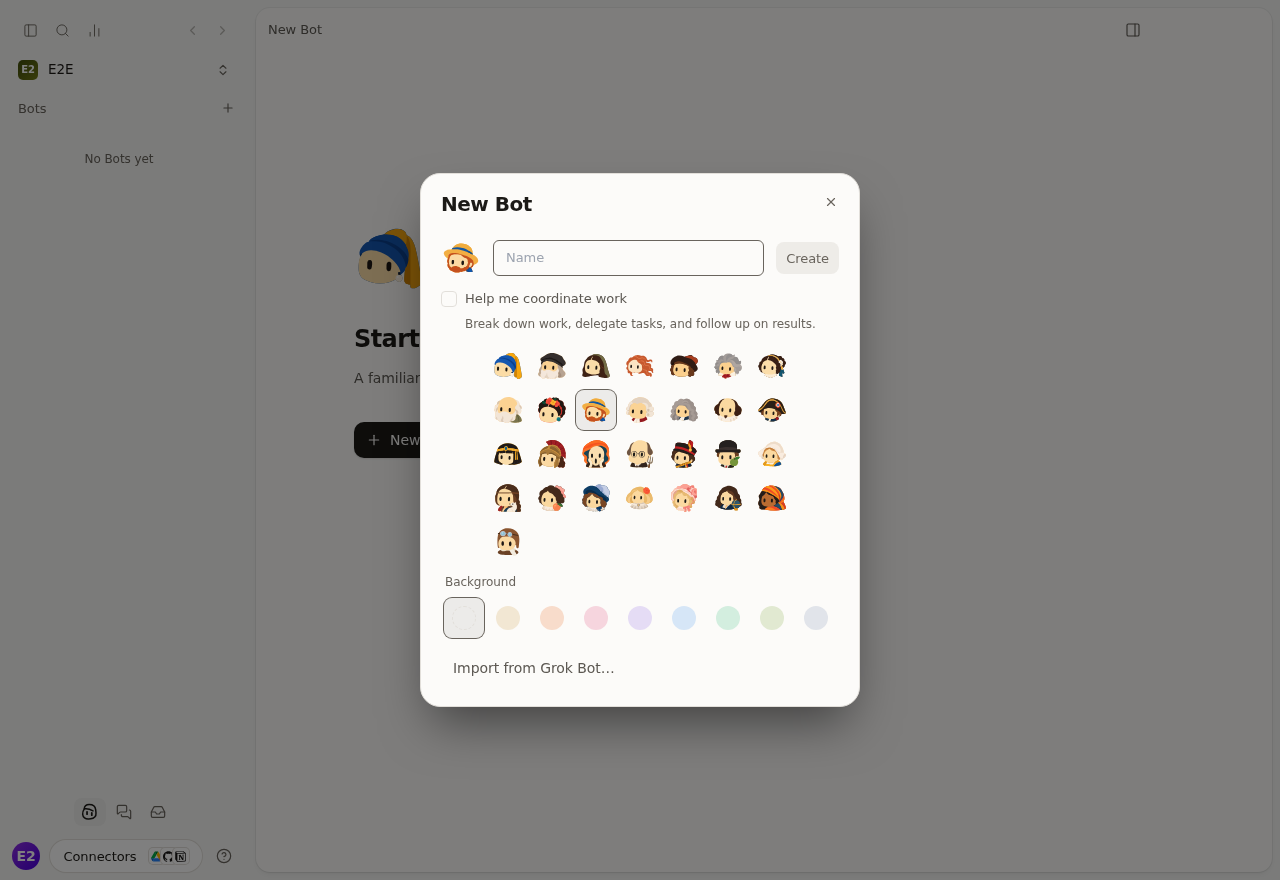 New Bot
E2 E2E
Bots
No Bots yet
New Bot
Name
Create
Help me coordinate work
Break down work, delegate tasks, and follow up on results.
Start
A familiar
New
Background
Import from Grok Bot...
E2
Connectors